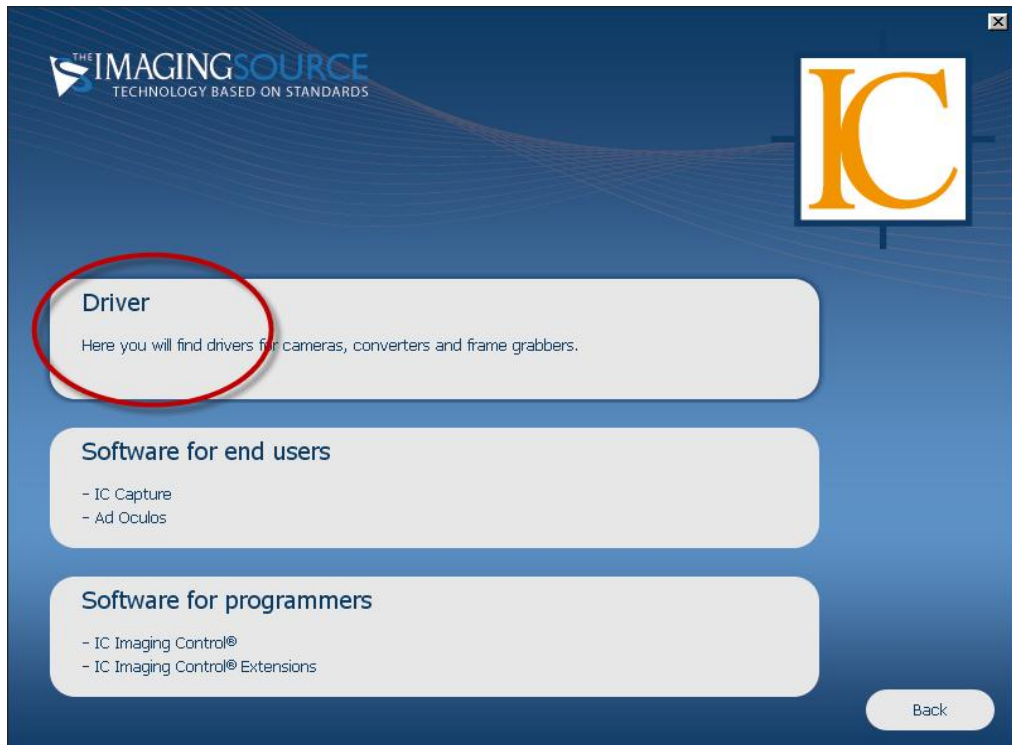 THE IMAGINGSOURCE
TECHNOLOGY BASED ON STANDARDS
IC
Driver
Here you will find drivers for cameras, converters and frame grabbers.
Software for end users
- IC Capture
- Ad Oculos
Software for programmers
- IC Imaging Control®
- IC Imaging Control® Extensions
Back